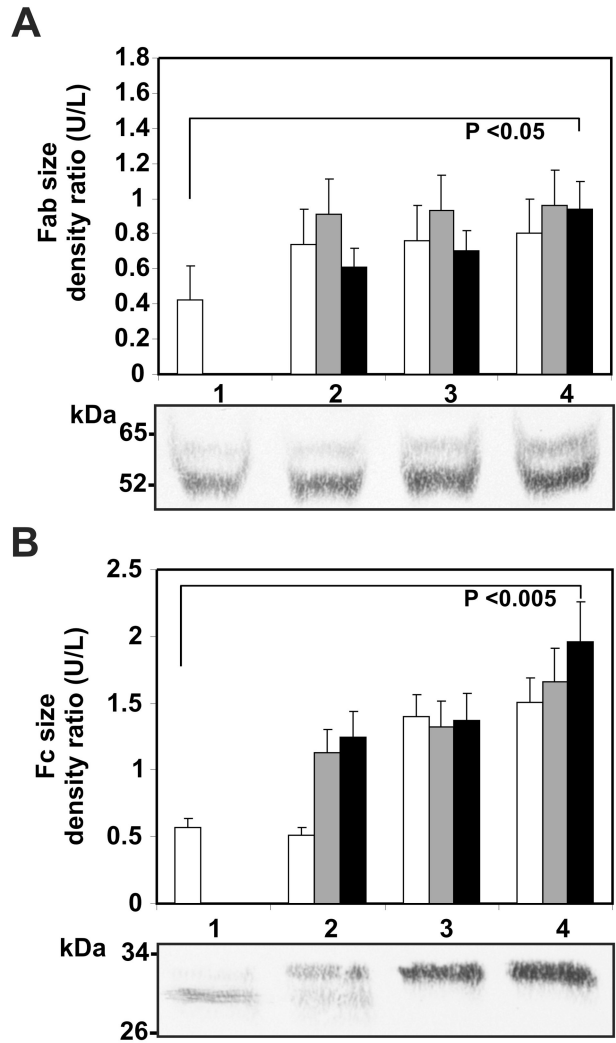 A
Fab size
density ratio (U/L)
1.8
1.6
1.4
1.2
1
0.8
0.6
0.4
0.2
0
P <0.05
1 2 3 4
kDa
65
52
B
Fc size
density ratio (U/L)
2.5
2
1.5
1
0.5
0
P <0.005
1 2 3 4
kDa
34
26